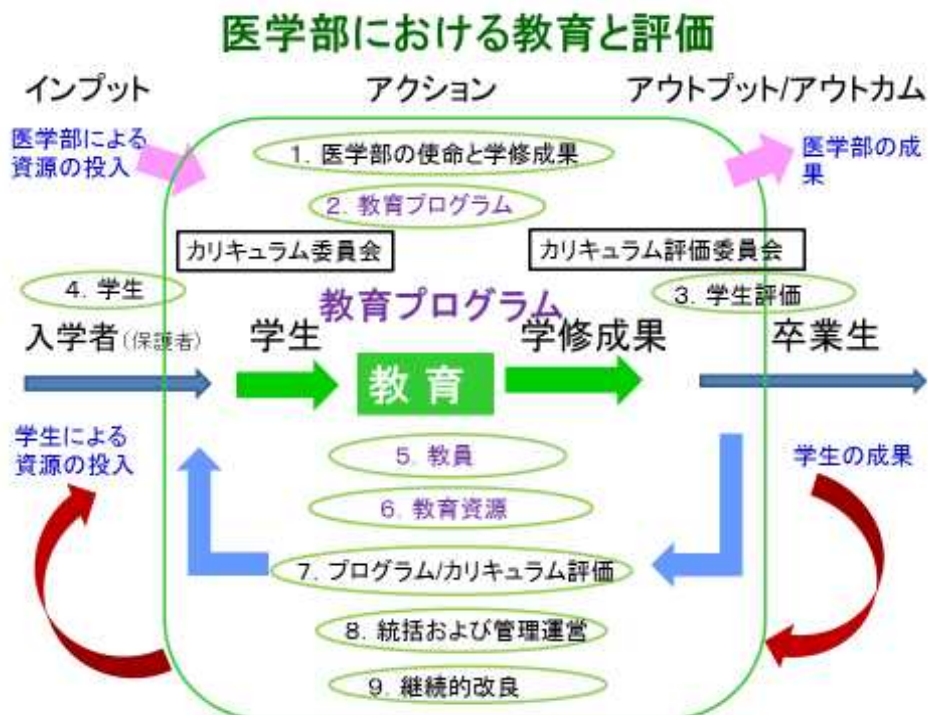 医学部における教育と評価
インプット
アクション
アウトプット/アウトカム
医学部による
資源の投入
1. 医学部の使命と学修成果
医学部の成
果
2. 教育プログラム
カリキュラム委員会
カリキュラム評価委員会
4. 学生
教育プログラム
3. 学生評価
入学者(保護者)
学生
学修成果
卒業生
教育
学生による
資源の投入
5. 教員
学生の成果
6. 教育資源
7. プログラム/カリキュラム評価
8. 統括および管理運営
9. 継続的改良